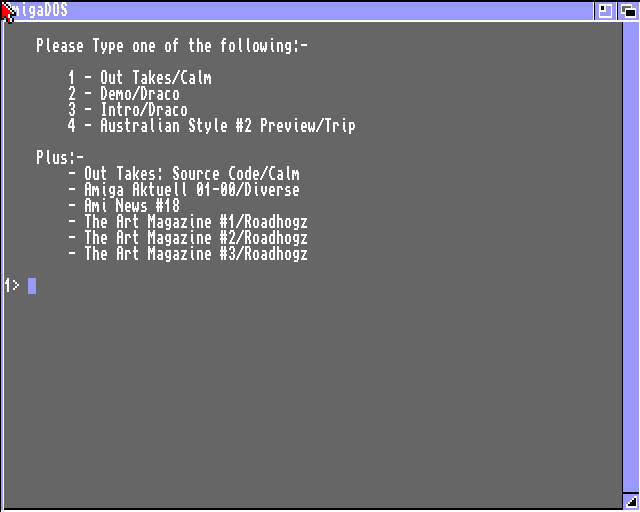 AmigaDOS
Please Type one of the following:-
1 - Out Takes/Calm
2 - Demo/Draco
3 - Intro/Draco
4 - Australian Style #2 Preview/Trip
Plus:-
- Out Takes: Source Code/Calm
- Amiga Aktuell 01-00/Diverse
- Ami News #18
- The Art Magazine #1/Roadhogz
- The Art Magazine #2/Roadhogz
- The Art Magazine #3/Roadhogz
1>